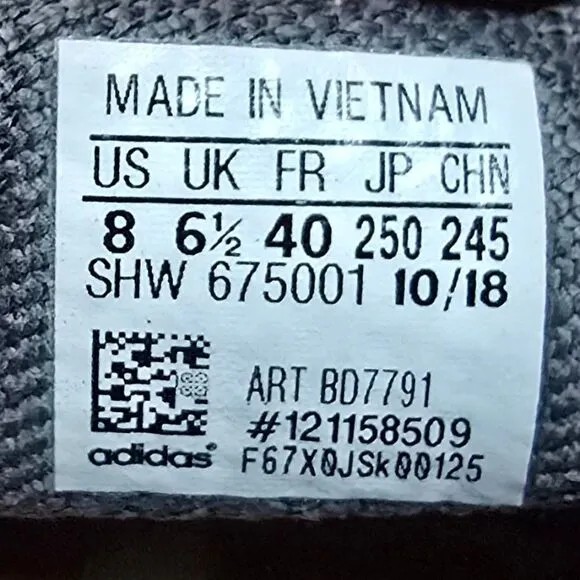 MADE IN VIETNAM
US UK FR JP CHN
8 6½ 40 250 245
SHW 675001 10/18
ART BD7791
#121158509
adidas® F67X0JSk00125